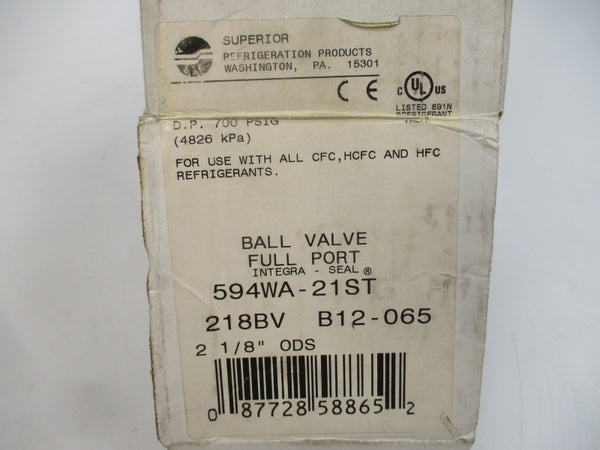 SUPERIOR
REFRIGERATION PRODUCTS
WASHINGTON, PA. 15301
CE
C UL US
LISTED 891N
REFRIGERANT
D.P. 700 PSIG
(4826 kPa)
FOR USE WITH ALL CFC,HCFC AND HFC
REFRIGERANTS.
BALL VALVE
FULL PORT
INTEGRA - SEAL®
594WA-21ST
218BV B12-065
2 1/8" ODS
0 87728 58865 2